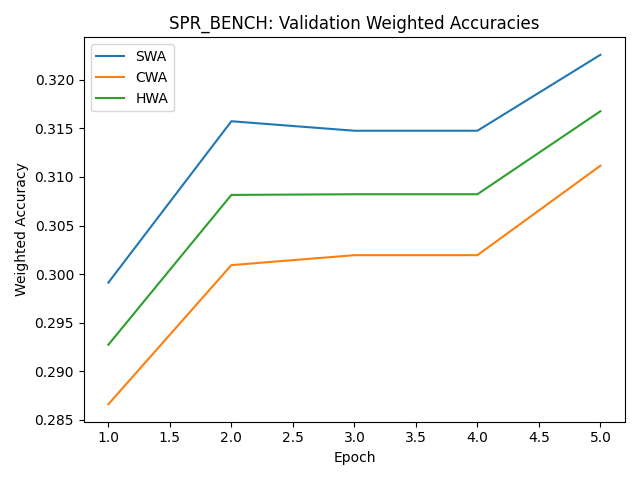 SPR_BENCH: Validation Weighted Accuracies
SWA
CWA
HWA
Weighted Accuracy
0.320
0.315
0.310
0.305
0.300
0.295
0.290
0.285
1.0 1.5 2.0 2.5 3.0 3.5 4.0 4.5 5.0
Epoch